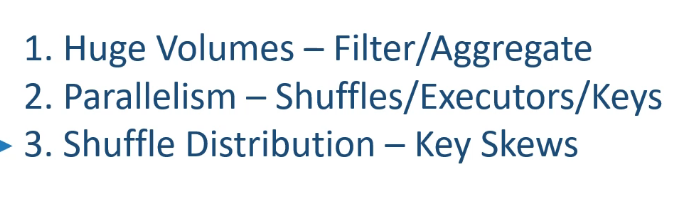 1. Huge Volumes – Filter/Aggregate
2. Parallelism – Shuffles/Executors/Keys
3. Shuffle Distribution – Key Skews